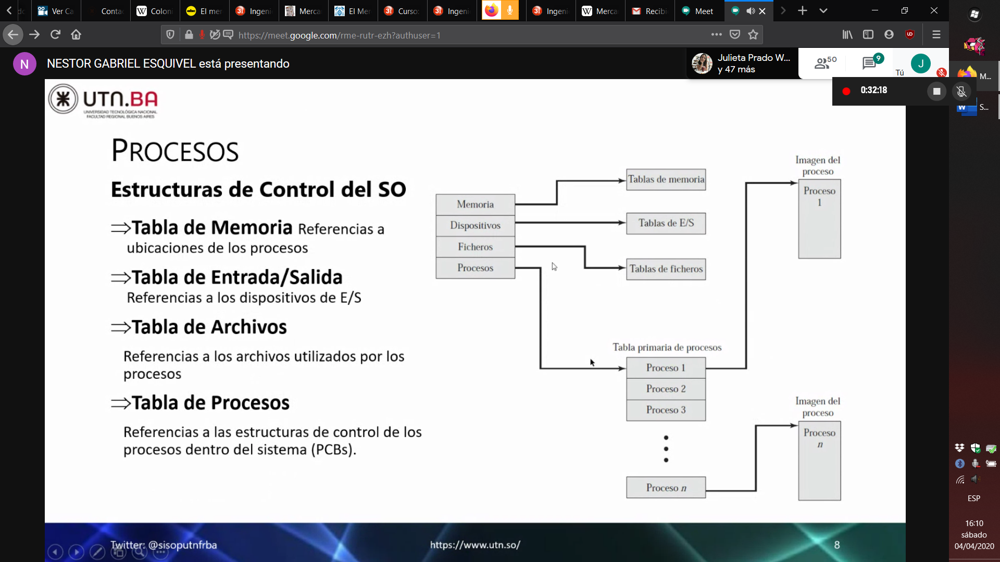 Ver Ca
Contac
Coloni
El mer
Ingeni
Merca
El Mer
Curso:
Ingeni
Ingeni
Merca
Recibi
Meet
https://meet.google.com/rme-rutr-ezh?authuser=1
N
NESTOR GABRIEL ESQUIVEL está presentando
Julieta Prado W...
y 47 más
50
9
Tú
J
0:32:18
M...
S...
UTN.BA
UNIVERSIDAD TECNOLÓGICA NACIONAL
FACULTAD REGIONAL BUENOS AIRES
PROCESOS
Estructuras de Control del SO
⇒Tabla de Memoria Referencias a
ubicaciones de los procesos
⇒Tabla de Entrada/Salida
Referencias a los dispositivos de E/S
⇒Tabla de Archivos
Referencias a los archivos utilizados por los
procesos
⇒Tabla de Procesos
Referencias a las estructuras de control de los
procesos dentro del sistema (PCBs).
Memoria
Dispositivos
Ficheros
Procesos
Tablas de memoria
Tablas de E/S
Tablas de ficheros
Tabla primaria de procesos
Proceso 1
Proceso 2
Proceso 3
Proceso n
Imagen del
proceso
Proceso
1
Imagen del
proceso
Proceso
n
Twitter: @sisoputnfrba
https://www.utn.so/
8
ESP
16:10
sábado
04/04/2020